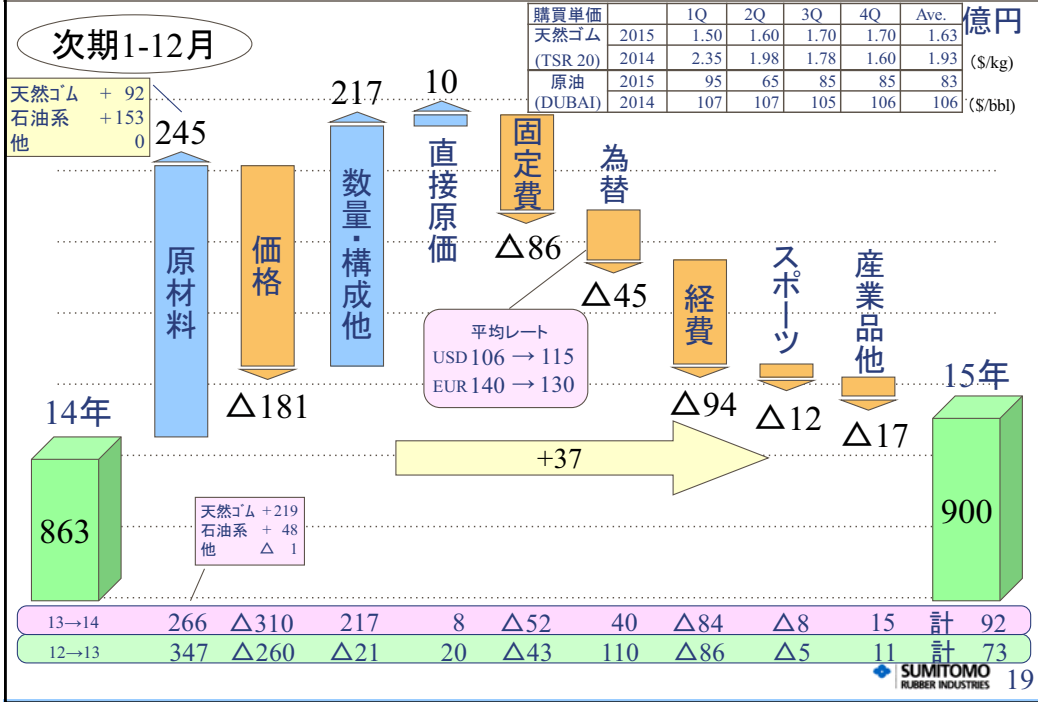 次期1-12月
購買単価 1Q 2Q 3Q 4Q Ave.
天然ゴム 2015 1.50 1.60 1.70 1.70 1.63
(TSR 20) 2014 2.35 1.98 1.78 1.60 1.93
原油 2015 95 65 85 85 83
(DUBAI) 2014 107 107 105 106 106
億円
($/kg)
($/bbl)
天然ゴム + 92
石油系 +153
他 0
245
原材料
価格
△181
217
数量・構成他
10
直接原価
固定費
△86
為替
△45
平均レート
USD 106 → 115
EUR 140 → 130
経費
△94
スポーツ
△12
産業品他
△17
14年
863
+37
15年
900
天然ゴム +219
石油系 + 48
他 △ 1
13→14 266 △310 217 8 △52 40 △84 △8 15 計 92
12→13 347 △260 △21 20 △43 110 △86 △5 11 計 73
SUMITOMO
RUBBER INDUSTRIES
19